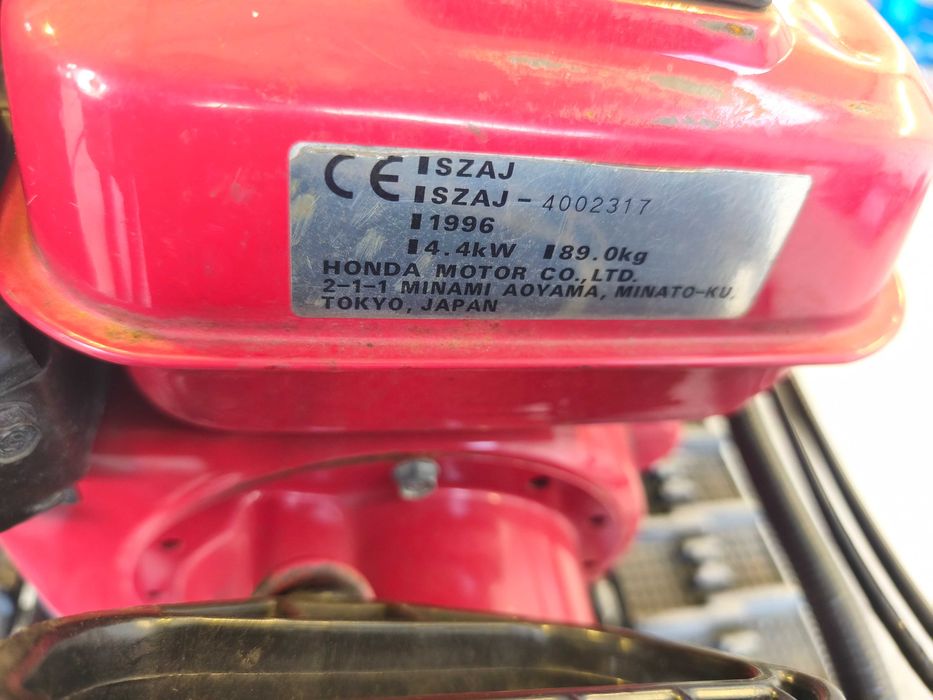 CE ▮SZAJ
▮SZAJ-4002317
▮1996
▮4.4kW ▮89.0kg
HONDA MOTOR CO., LTD.
2-1-1 MINAMI AOYAMA, MINATO-KU,
TOKYO, JAPAN